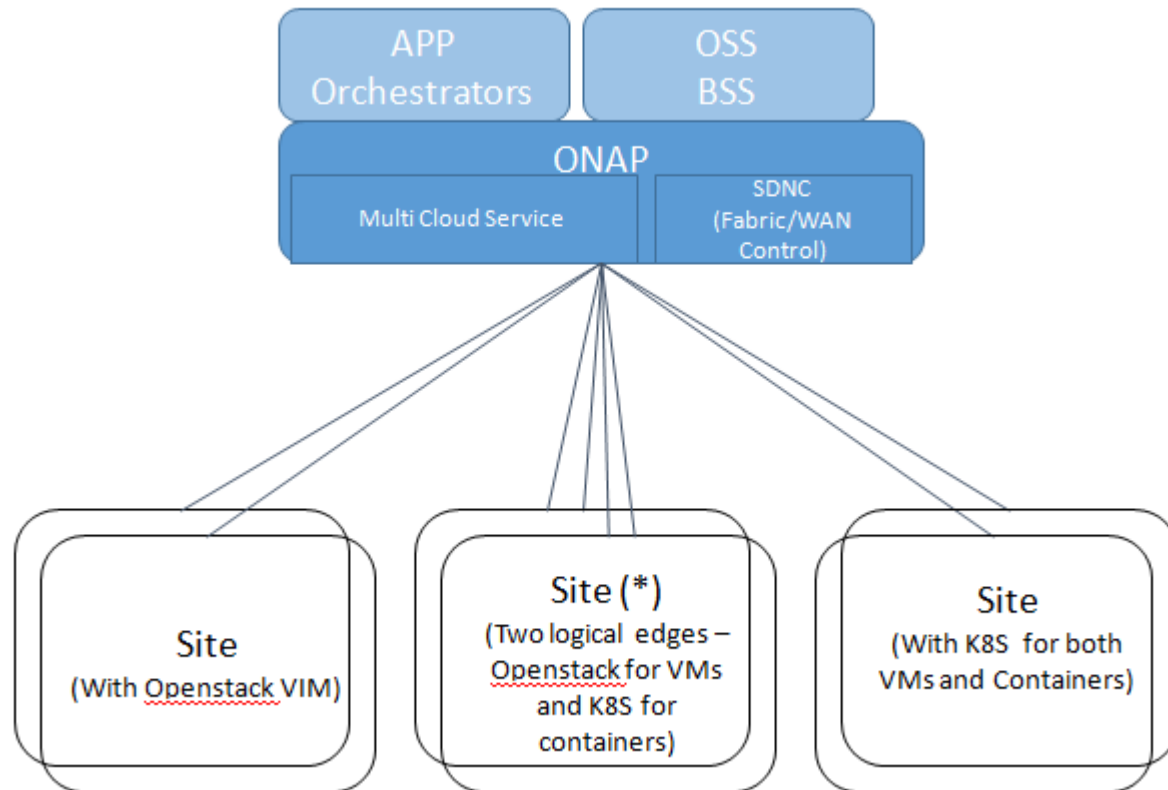 APP
Orchestrators
OSS
BSS
ONAP
Multi Cloud Service
SDNC
(Fabric/WAN
Control)
Site
(With Openstack VIM)
Site (*)
(Two logical edges –
Openstack for VMs
and K8S for
containers)
Site
(With K8S for both
VMs and Containers)